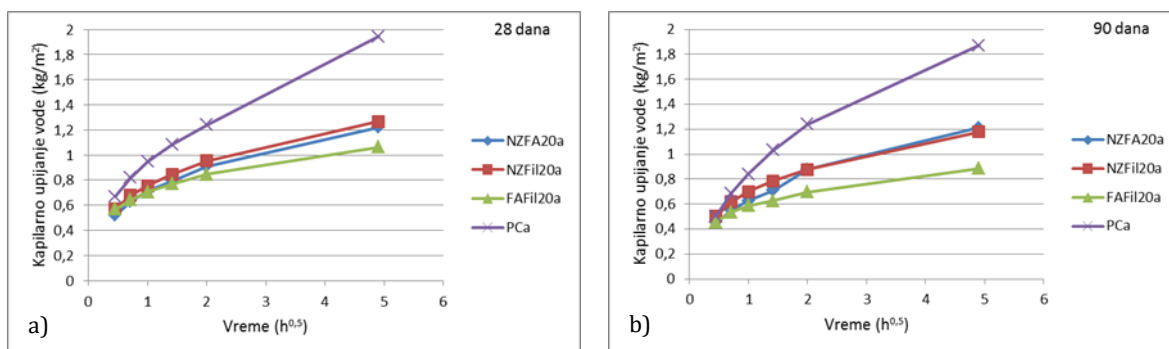 28 dana
Kapilarno upijanje vode (kg/m²)
2
1,8
1,6
1,4
1,2
1
0,8
0,6
0,4
0,2
0
0 1 2 3 4 5 6
Vreme (h⁰˒⁵)
NZFA20a
NZFil20a
FAFil20a
PCa
a)
90 dana
Kapilarno upijanje vode (kg/m²)
2
1,8
1,6
1,4
1,2
1
0,8
0,6
0,4
0,2
0
0 1 2 3 4 5 6
Vreme (h⁰˒⁵)
NZFA20a
NZFil20a
FAFil20a
PCa
b)